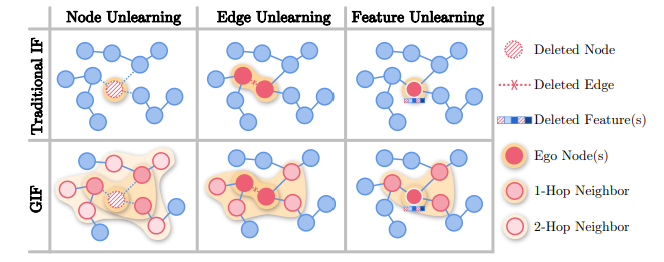 Node Unlearning Edge Unlearning Feature Unlearning
Traditional IF
GIF
Deleted Node
Deleted Edge
Deleted Feature(s)
Ego Node(s)
1-Hop Neighbor
2-Hop Neighbor